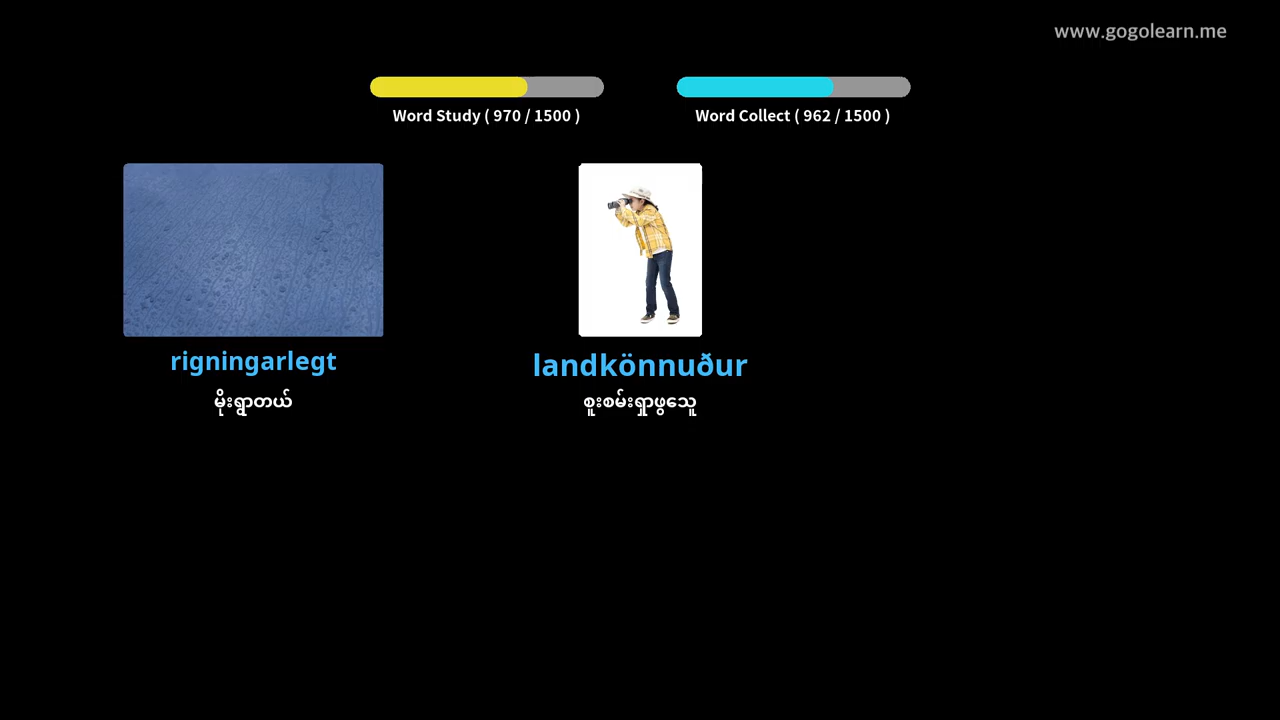 www.gogolearn.me
Word Study ( 970 / 1500 )
Word Collect ( 962 / 1500 )
rigningarlegt
landkönnuður
မိုးရွာတယ်
စူးစမ်းရှာဖွေသူ